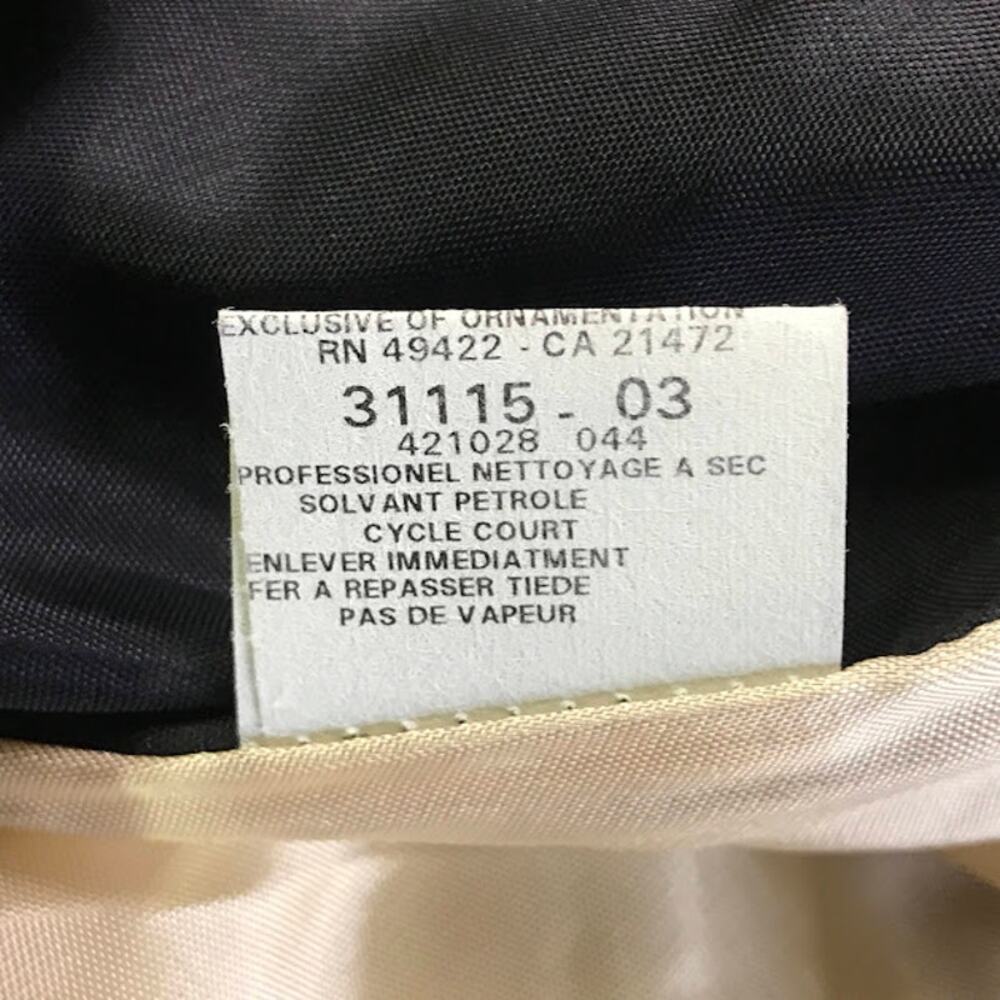 EXCLUSIVE OF ORNAMENTATION
RN 49422 - CA 21472
31115 - 03
421028 044
PROFESSIONEL NETTOYAGE A SEC
SOLVANT PETROLE
CYCLE COURT
ENLEVER IMMEDIATMENT
FER A REPASSER TIEDE
PAS DE VAPEUR